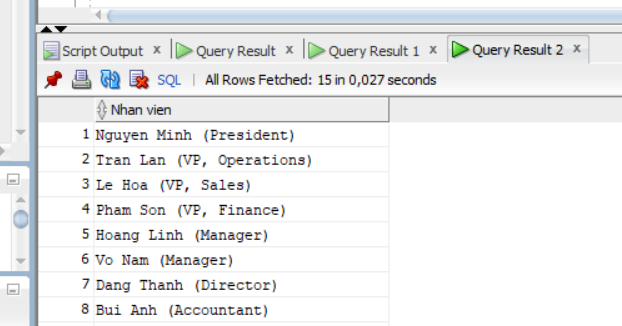 Script Output x Query Result x Query Result 1 x Query Result 2 x
SQL | All Rows Fetched: 15 in 0,027 seconds
Nhan vien
1 Nguyen Minh (President)
2 Tran Lan (VP, Operations)
3 Le Hoa (VP, Sales)
4 Pham Son (VP, Finance)
5 Hoang Linh (Manager)
6 Vo Nam (Manager)
7 Dang Thanh (Director)
8 Bui Anh (Accountant)